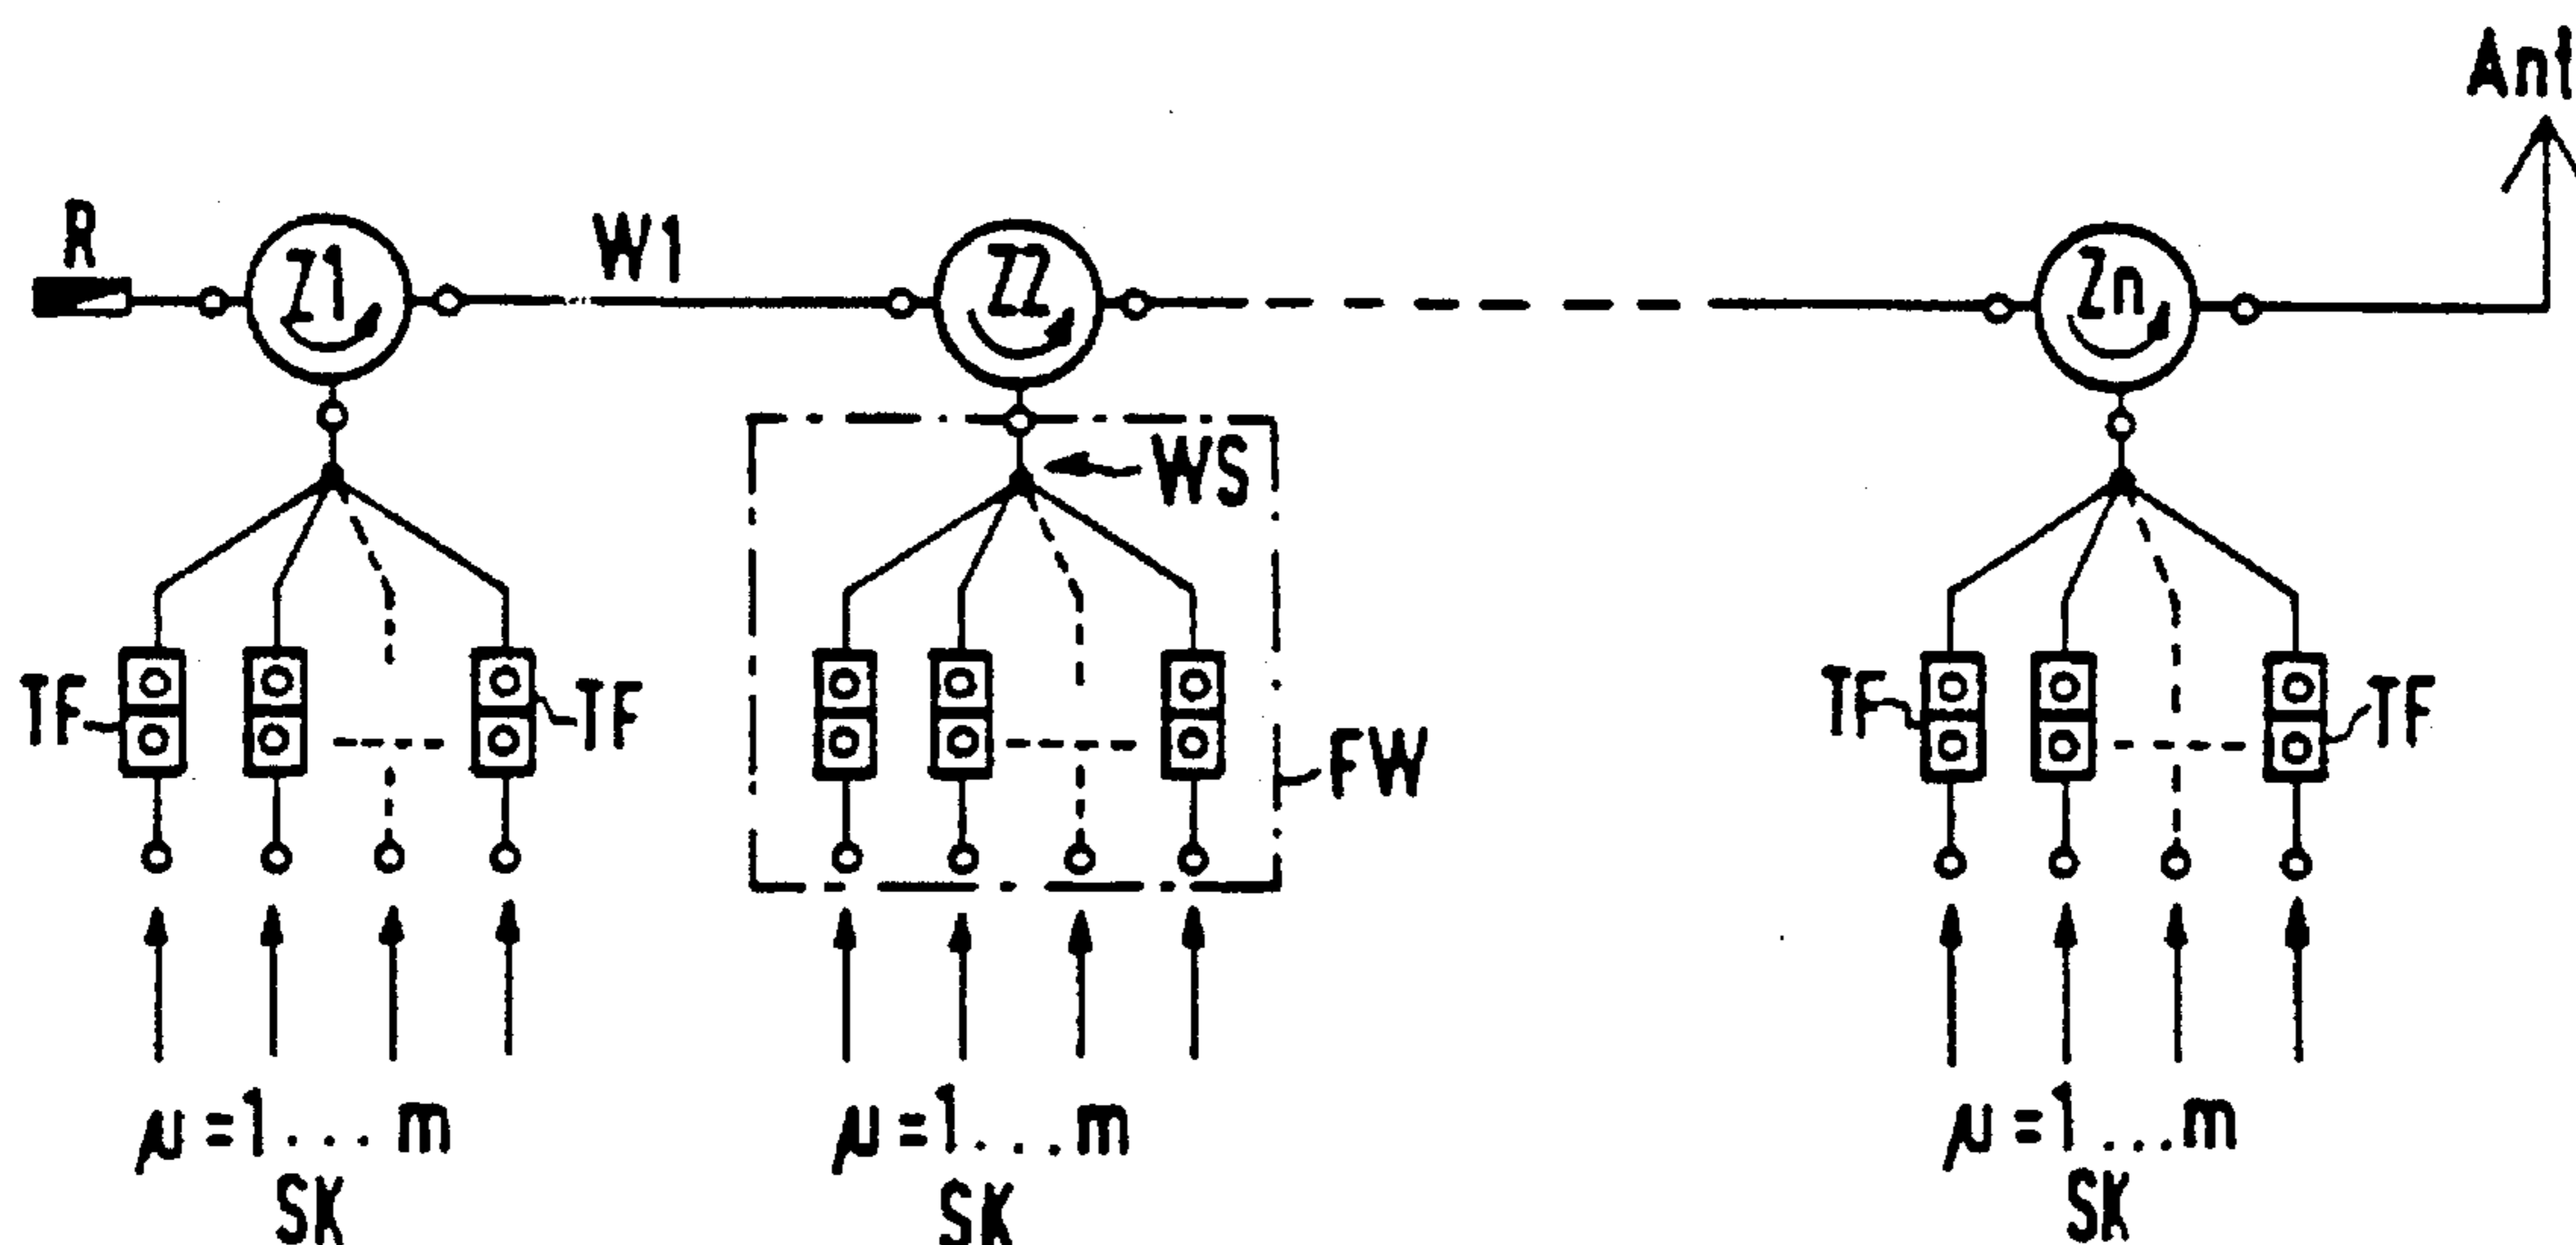 Ant
R
Z1
W1
Z2
Zn
WS
TF
TF
FW
TF
TF
μ=1...m
SK
μ=1...m
SK
μ=1...m
SK